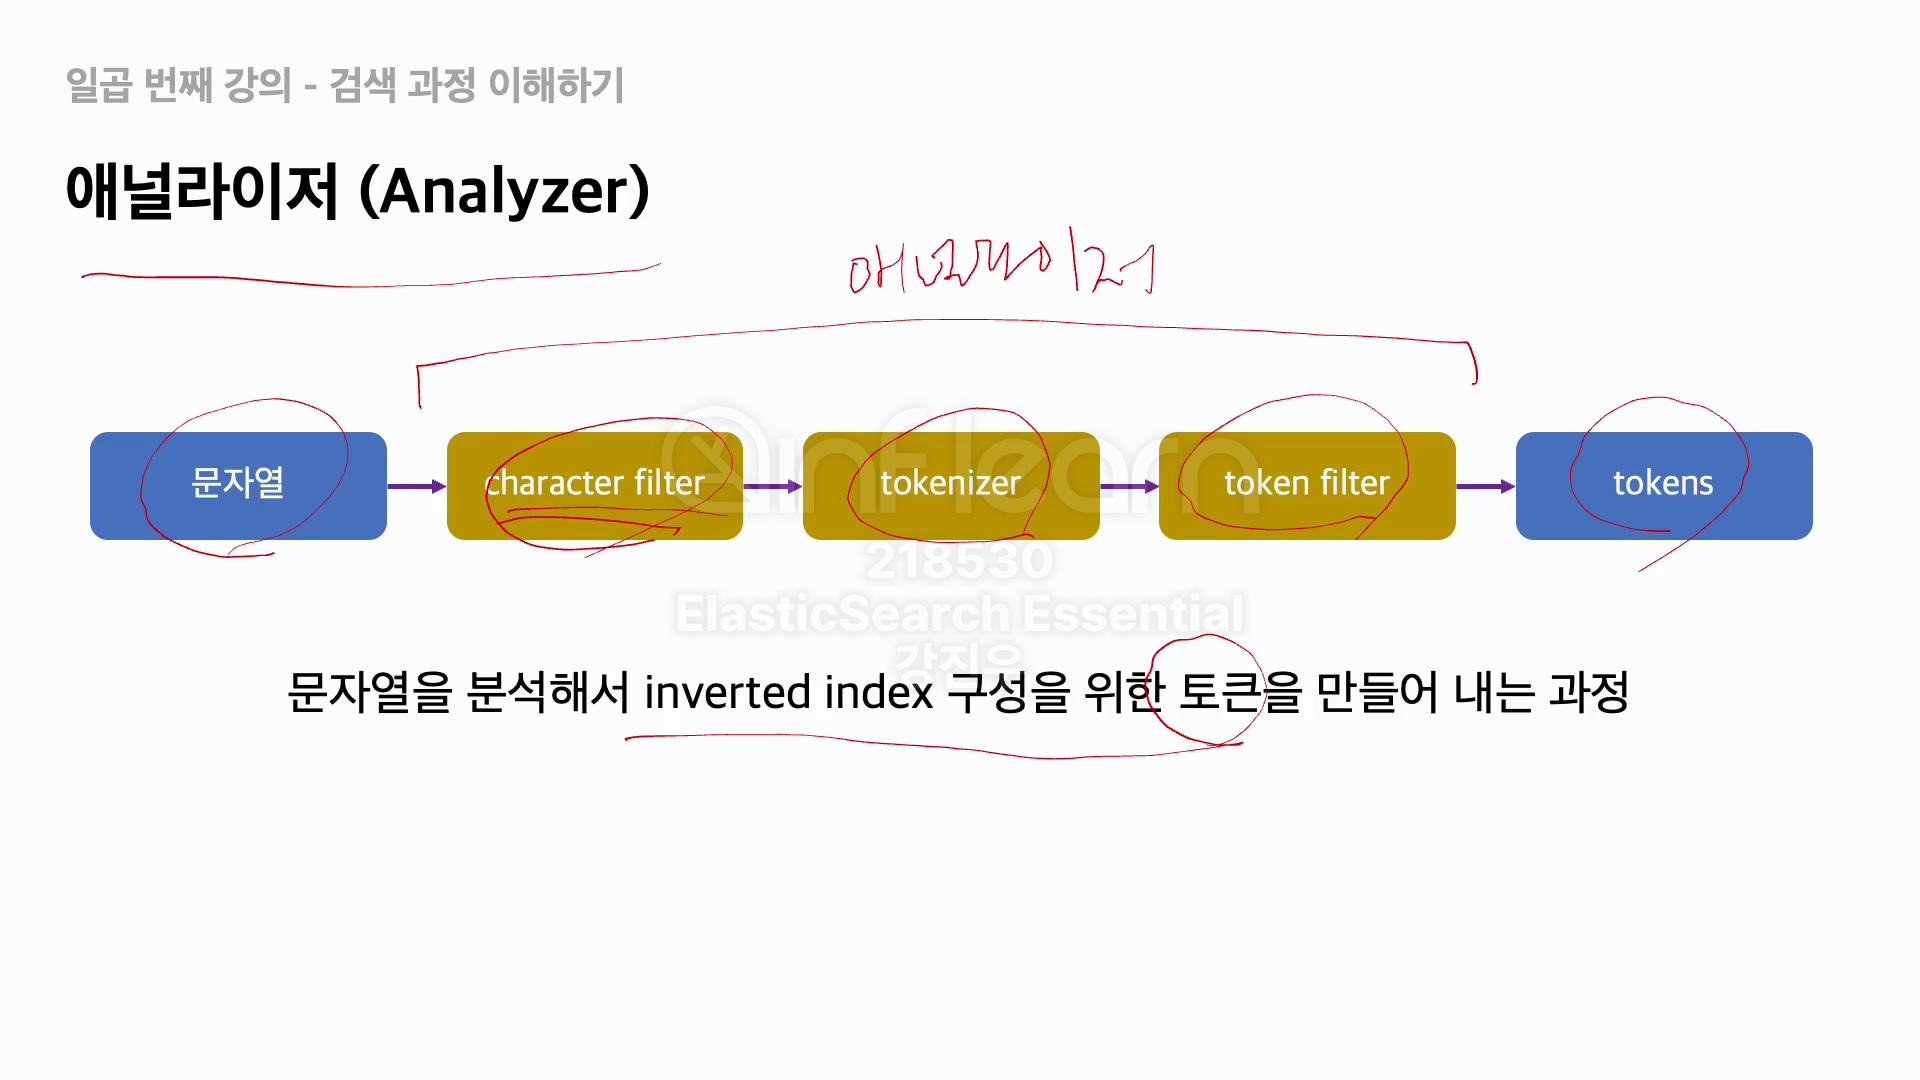 일곱 번째 강의 - 검색 과정 이해하기
애널라이저 (Analyzer)
애널라이저
문자열 character filter tokenizer token filter tokens
inflearn
218530
ElasticSearch Essential
강진우
문자열을 분석해서 inverted index 구성을 위한 토큰을 만들어 내는 과정